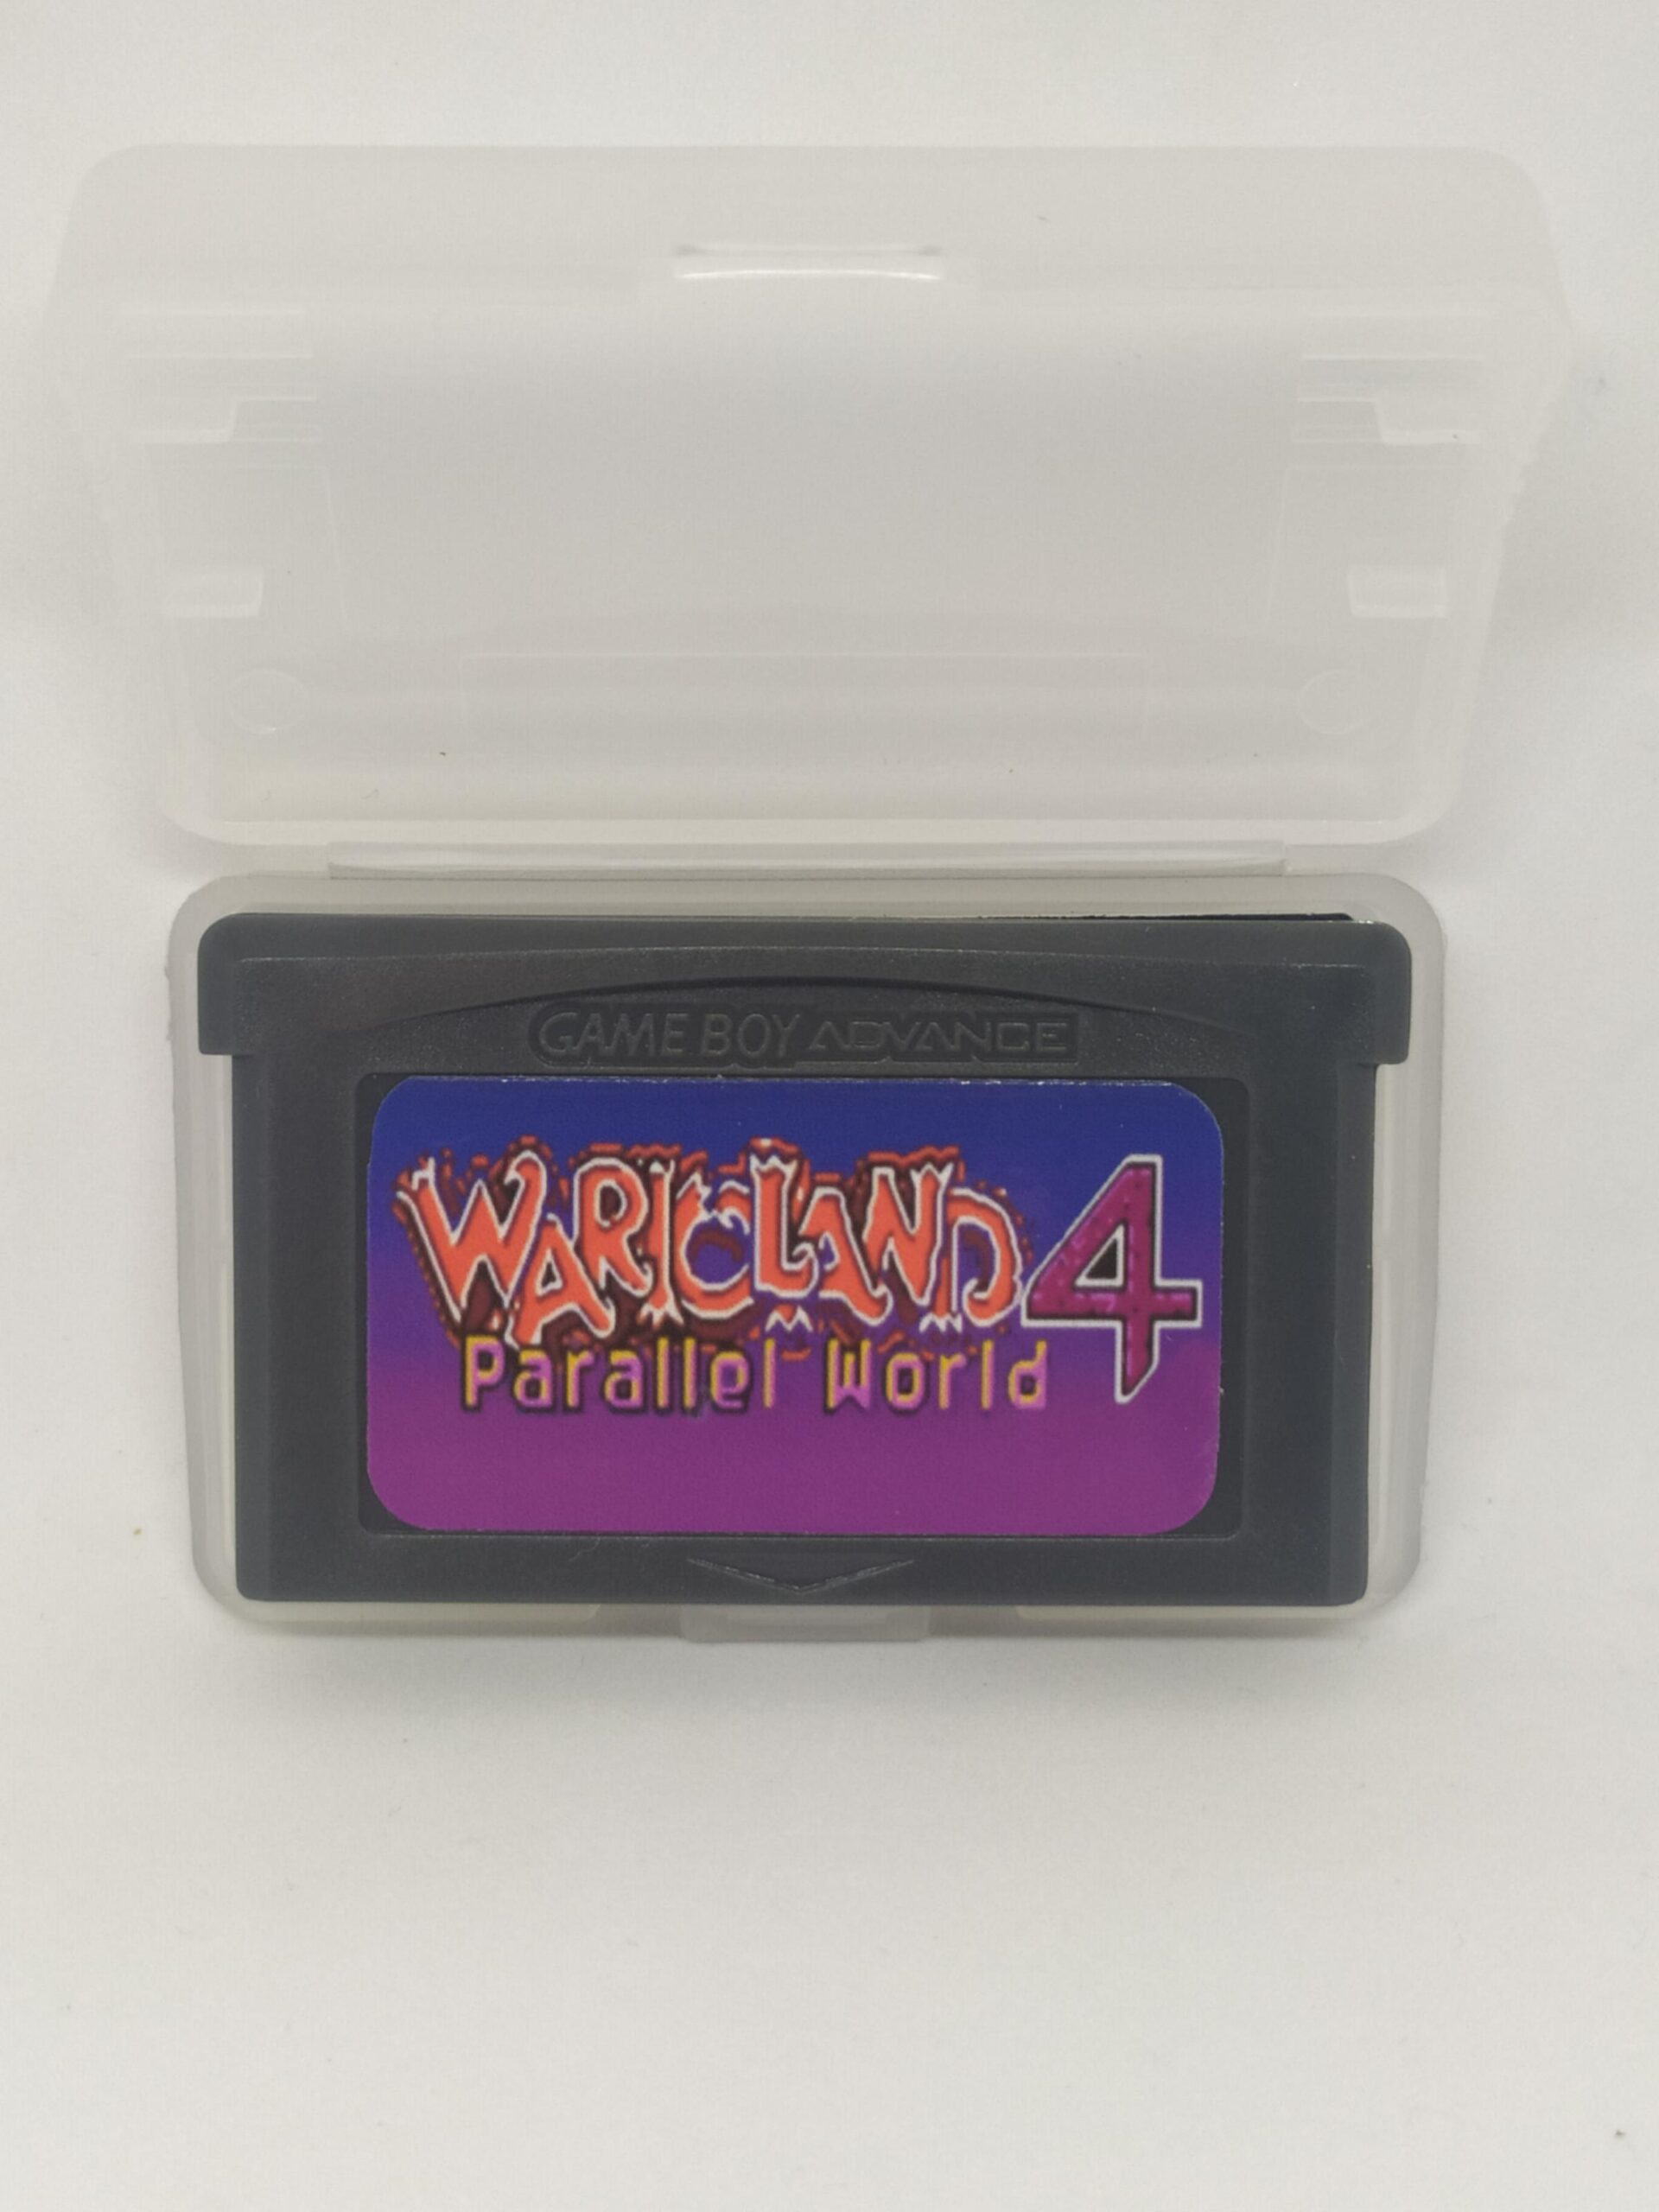 GAME BOY ADVANCE
WARIOLAND 4
Parallel World